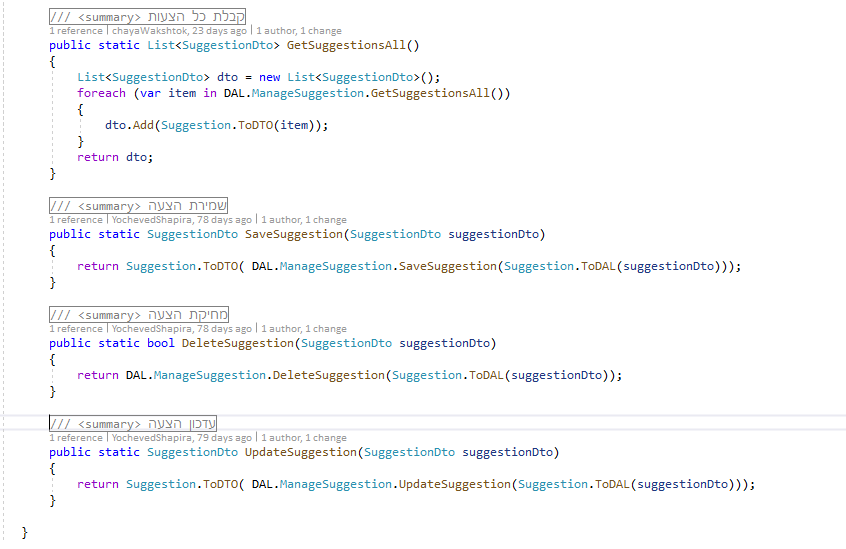 /// <summary> קבלת כל הצעות
1 reference | chayaWakshtok, 23 days ago | 1 author, 1 change
public static List<SuggestionDto> GetSuggestionsAll()
{
List<SuggestionDto> dto = new List<SuggestionDto>();
foreach (var item in DAL.ManageSuggestion.GetSuggestionsAll())
{
dto.Add(Suggestion.ToDTO(item));
}
return dto;
}
/// <summary> שמירת הצעה
1 reference | YochevedShapira, 78 days ago | 1 author, 1 change
public static SuggestionDto SaveSuggestion(SuggestionDto suggestionDto)
{
return Suggestion.ToDTO( DAL.ManageSuggestion.SaveSuggestion(Suggestion.ToDAL(suggestionDto)));
}
/// <summary> מחיקת הצעה
1 reference | YochevedShapira, 78 days ago | 1 author, 1 change
public static bool DeleteSuggestion(SuggestionDto suggestionDto)
{
return DAL.ManageSuggestion.DeleteSuggestion(Suggestion.ToDAL(suggestionDto));
}
/// <summary> עדכון הצעה
1 reference | YochevedShapira, 79 days ago | 1 author, 1 change
public static SuggestionDto UpdateSuggestion(SuggestionDto suggestionDto)
{
return Suggestion.ToDTO( DAL.ManageSuggestion.UpdateSuggestion(Suggestion.ToDAL(suggestionDto)));
}
}